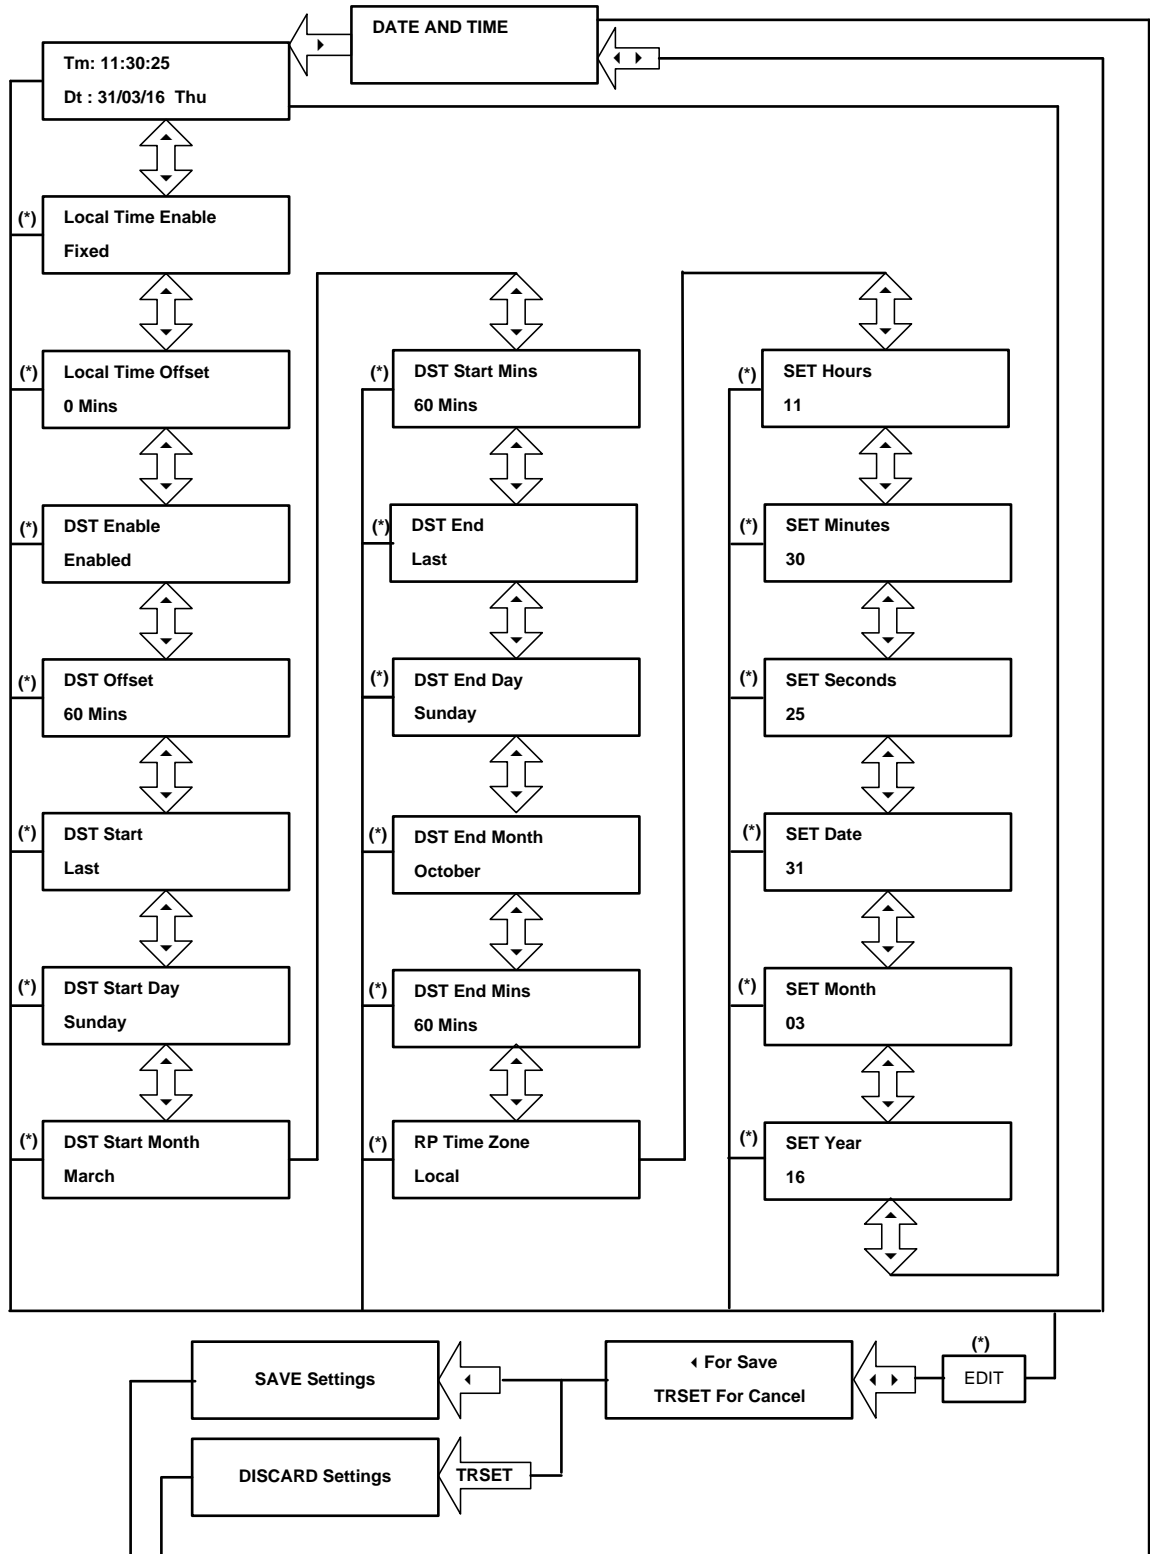 DATE AND TIME
Tm: 11:30:25
Dt : 31/03/16 Thu
(*)
Local Time Enable
Fixed
(*)
Local Time Offset
0 Mins
(*)
DST Enable
Enabled
(*)
DST Offset
60 Mins
(*)
DST Start
Last
(*)
DST Start Day
Sunday
(*)
DST Start Month
March
(*)
DST Start Mins
60 Mins
(*)
DST End
Last
(*)
DST End Day
Sunday
(*)
DST End Month
October
(*)
DST End Mins
60 Mins
(*)
RP Time Zone
Local
(*)
SET Hours
11
(*)
SET Minutes
30
(*)
SET Seconds
25
(*)
SET Date
31
(*)
SET Month
03
(*)
SET Year
16
(*)
EDIT
For Save
TRSET For Cancel
SAVE Settings
TRSET
DISCARD Settings